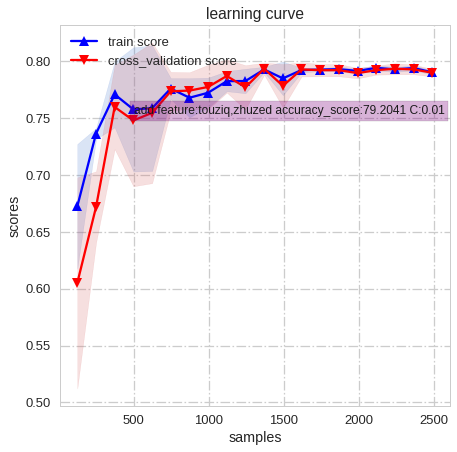 learning curve
train score
cross_validation score
feature:touziq,zhuzed accuracy_score:79.2041 C:0.01
0.80
0.75
0.70
0.65
0.60
0.55
0.50
scores
500
1000
1500
2000
2500
samples